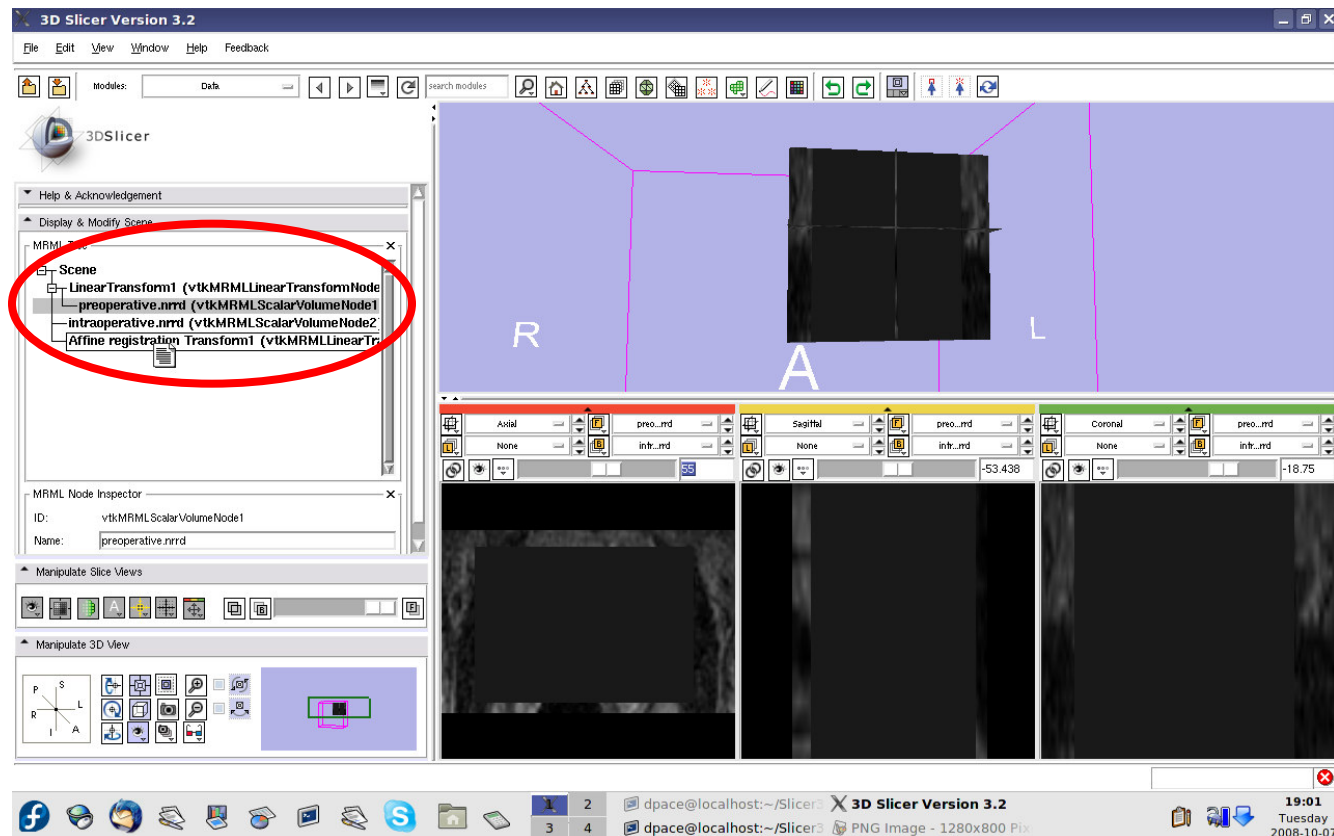 3D Slicer Version 3.2
File Edit View Window Help Feedback
Modules: Data search modules
3DSlicer
Help & Acknowledgement
Display & Modify Scene
MRML Tree
Scene
LinearTransform1 (vtkMRMLLinearTransformNode
preoperative.nrrd (vtkMRMLScalarVolumeNode1
intraoperative.nrrd (vtkMRMLScalarVolumeNode2)
Affine registration Transform1 (vtkMRMLLinearTr
MRML Node Inspector
ID: vtkMRMLScalarVolumeNode1
Name: preoperative.nrrd
Manipulate Slice Views
Manipulate 3D View
P S L R I A
R L
A
Axial preo...rrd Sagittal preo...rrd Coronal preo...rrd
None intr...rrd None intr...rrd None intr...rrd
55 -53.438 -18.75
1 2 dpace@localhost:~/Slicer3 3D Slicer Version 3.2
3 4 dpace@localhost:~/Slicer3 PNG Image - 1280x800 Pix
19:01
Tuesday
2008-10-07